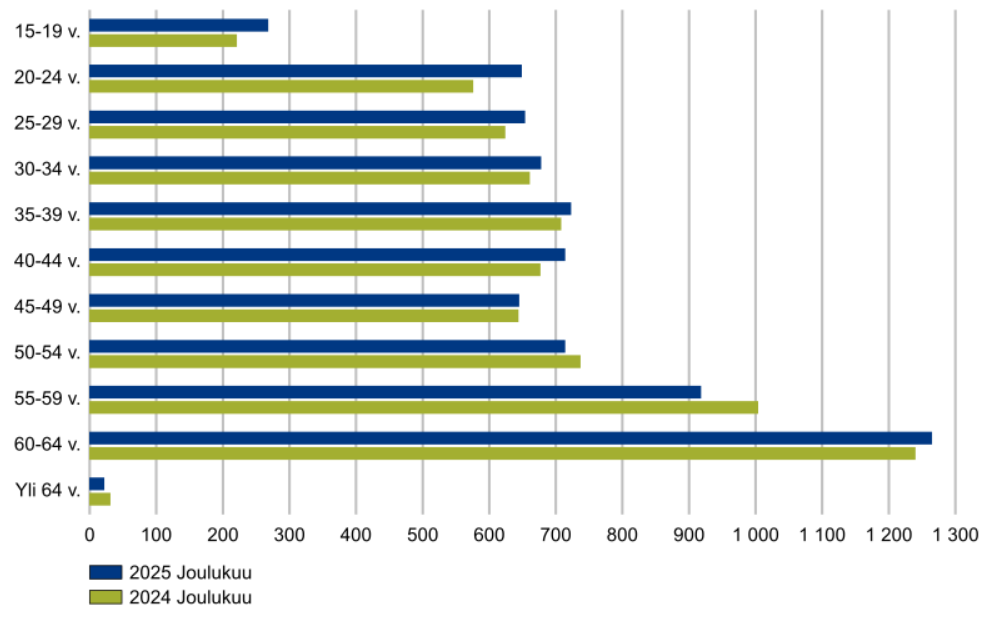 15-19 v.
20-24 v.
25-29 v.
30-34 v.
35-39 v.
40-44 v.
45-49 v.
50-54 v.
55-59 v.
60-64 v.
Yli 64 v.
0 100 200 300 400 500 600 700 800 900 1 000 1 100 1 200 1 300
2025 Joulukuu
2024 Joulukuu